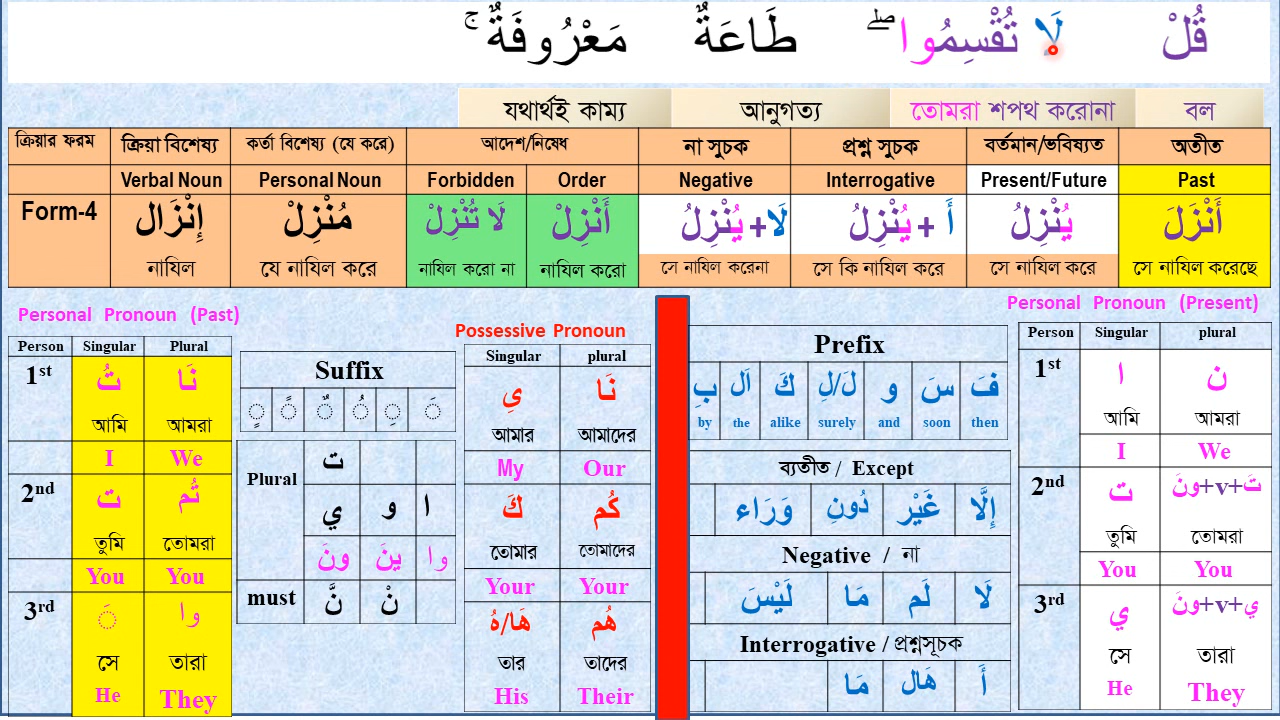 قُلْ لَا تُقْسِمُوا ۖ طَاعَةٌ مَعْرُوفَةٌ ۚ
যথার্থই কাম্য আনুগত্য তোমরা শপথ করোনা বল
ক্রিয়ার ফরম ক্রিয়া বিশেষ্য কর্তা বিশেষ্য (যে করে) আদেশ/নিষেধ না সুচক প্রশ্ন সুচক বর্তমান/ভবিষ্যত অতীত
Verbal Noun Personal Noun Forbidden Order Negative Interrogative Present/Future Past
Form-4 إِنْزَال مُنْزِلْ لَا تُنْزِلْ أَنْزِلْ لَا + يُنْزِلُ أَ + يُنْزِلُ يُنْزِلُ أَنْزَلَ
নাযিল যে নাযিল করে নাযিল করো না নাযিল করো সে নাযিল করেনা সে কি নাযিল করে সে নাযিল করে সে নাযিল করেছে
Personal Pronoun (Past)
Person Singular Plural
1st تُ نَا
আমি আমরা
I We
2nd ت تُم
তুমি তোমরা
You You
3rd َ وا
সে তারা
He They
Suffix
ٍ ً ٌ ُ ِ َ
Plural ت
ي و ا
ونَ ينَ وا
must نَّ نْ
Possessive Pronoun
Singular plural
يِ نَا
আমার আমাদের
My Our
كَ كُم
তোমার তোমাদের
Your Your
هَا/هُ هُم
তার তাদের
His Their
Prefix
بِ اَل كَ لَ/لِ و سَ فَ
by the alike surely and soon then
ব্যতীত / Except
وَرَاء دُونِ غَيْر إِلَّا
Negative / না
لَيْسَ مَا لَم لَا
Interrogative / প্রশ্নসূচক
مَا هَال أَ
Personal Pronoun (Present)
Person Singular plural
1st ا ن
আমি আমরা
I We
2nd ت تَ+v+ونَ
তুমি তোমরা
You You
3rd ي ي+v+ونَ
সে তারা
He They